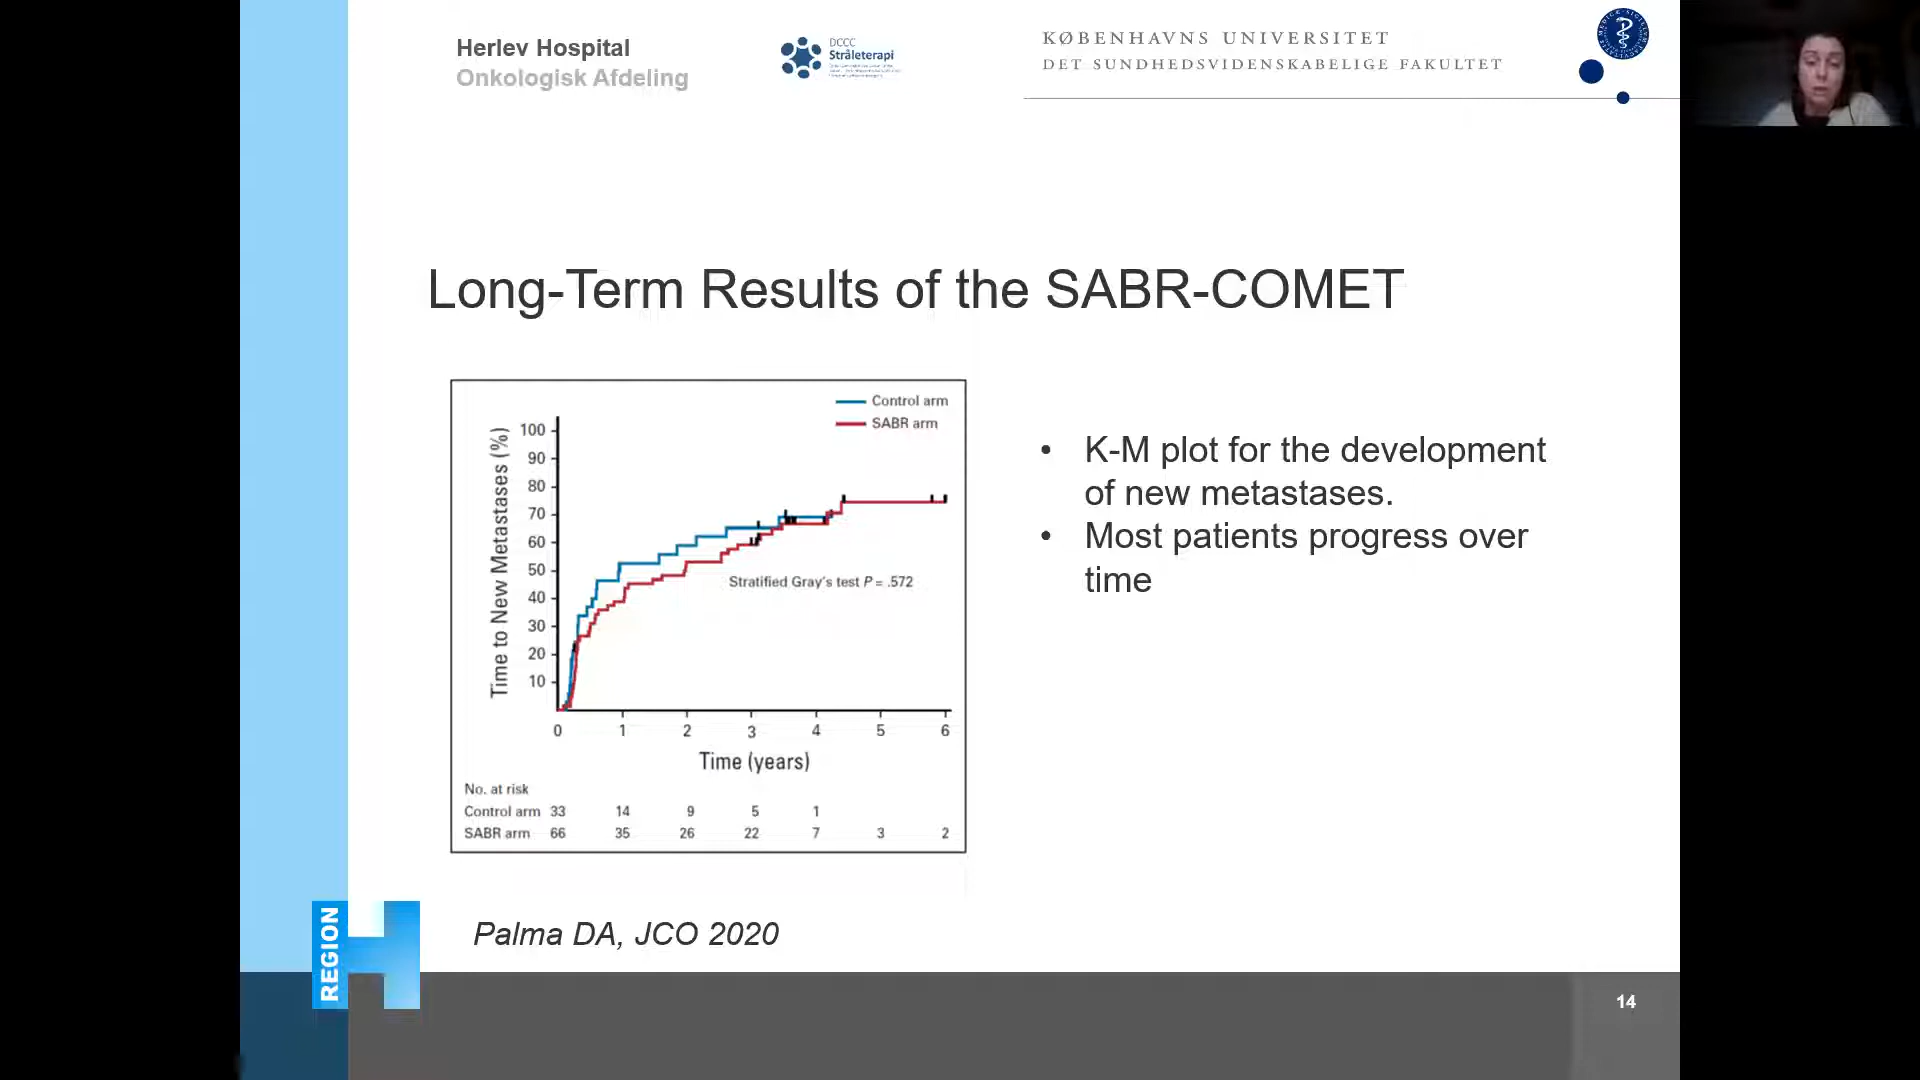 Herlev Hospital
Onkologisk Afdeling
DCCC
Stråleterapi
KØBENHAVNS UNIVERSITET
DET SUNDHEDSVIDENSKABELIGE FAKULTET
Long-Term Results of the SABR-COMET
Control arm
SABR arm
Time to New Metastases (%)
100
90
80
70
60
50
40
30
20
10
Stratified Gray's test P = .572
0 1 2 3 4 5 6
Time (years)
No. at risk
Control arm 33 14 9 5 1
SABR arm 66 35 26 22 7 3 2
• K-M plot for the development
of new metastases.
• Most patients progress over
time
Palma DA, JCO 2020
REGION
14